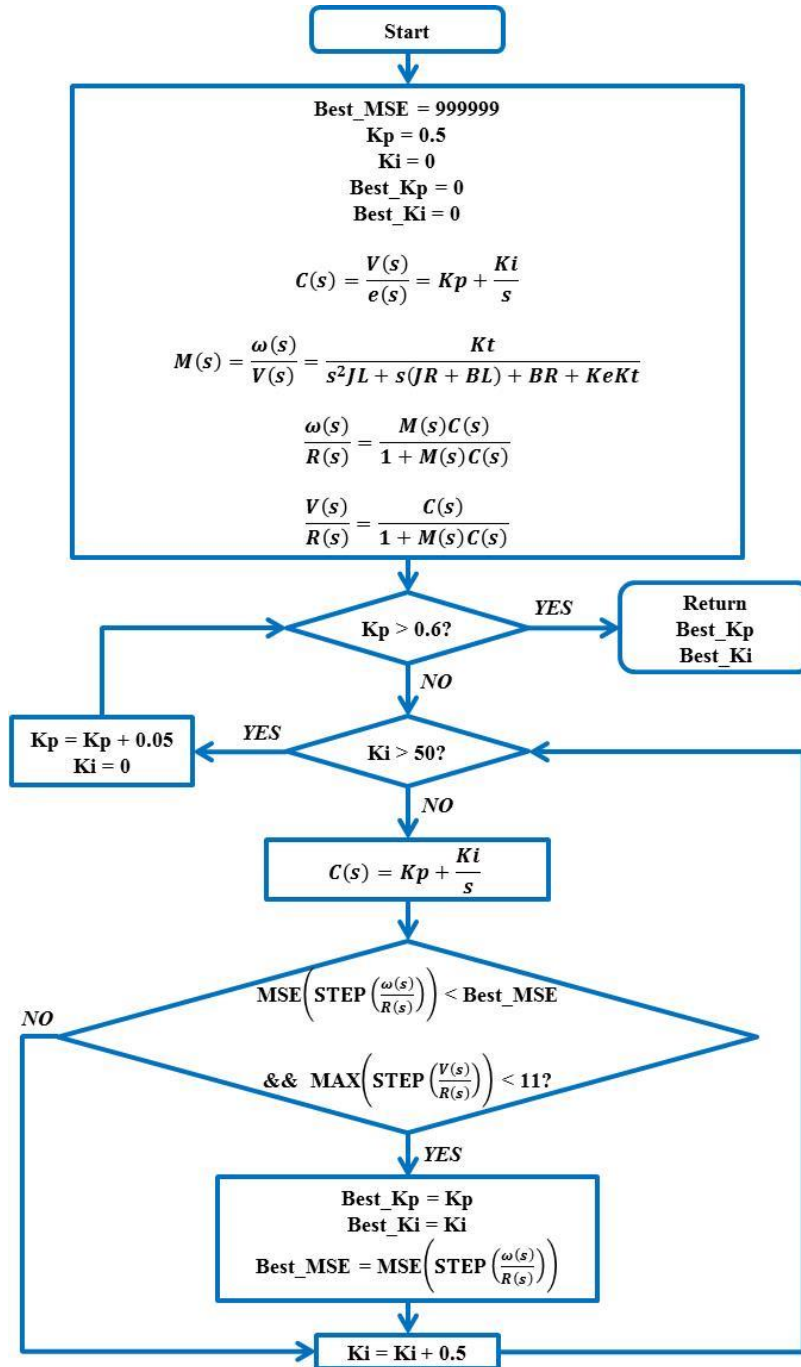 Start
Best_MSE = 999999
Kp = 0.5
Ki = 0
Best_Kp = 0
Best_Ki = 0
C(s) = V(s)/e(s) = Kp + Ki/s
M(s) = ω(s)/V(s) = Kt/(s²JL + s(JR + BL) + BR + KeKt)
ω(s)/R(s) = M(s)C(s)/(1 + M(s)C(s))
V(s)/R(s) = C(s)/(1 + M(s)C(s))
Kp > 0.6?
YES
Return
Best_Kp
Best_Ki
NO
Kp = Kp + 0.05
Ki = 0
YES
Ki > 50?
NO
C(s) = Kp + Ki/s
MSE(STEP(ω(s)/R(s))) < Best_MSE
NO
&& MAX(STEP(V(s)/R(s))) < 11?
YES
Best_Kp = Kp
Best_Ki = Ki
Best_MSE = MSE(STEP(ω(s)/R(s)))
Ki = Ki + 0.5